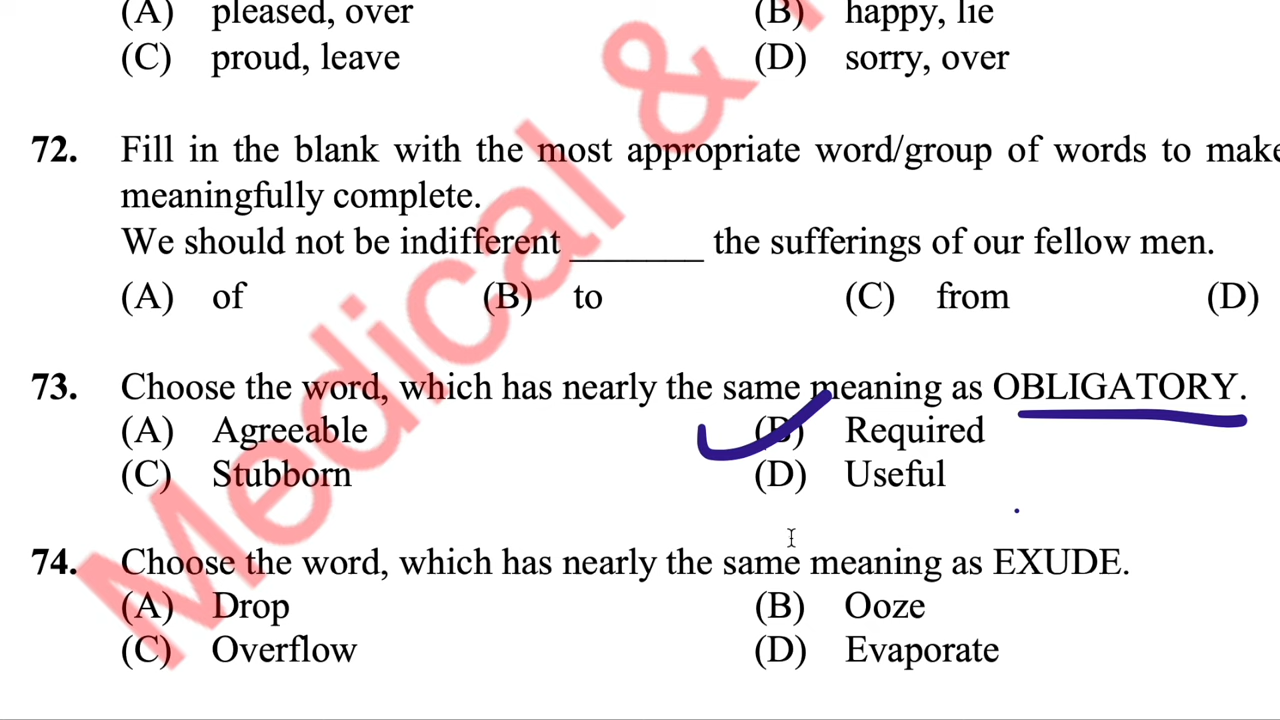 (A) pleased, over (B) happy, lie
(C) proud, leave (D) sorry, over
72. Fill in the blank with the most appropriate word/group of words to make
meaningfully complete.
We should not be indifferent _______ the sufferings of our fellow men.
(A) of (B) to (C) from (D)
73. Choose the word, which has nearly the same meaning as OBLIGATORY.
(A) Agreeable (B) Required
(C) Stubborn (D) Useful
74. Choose the word, which has nearly the same meaning as EXUDE.
(A) Drop (B) Ooze
(C) Overflow (D) Evaporate
Medical &